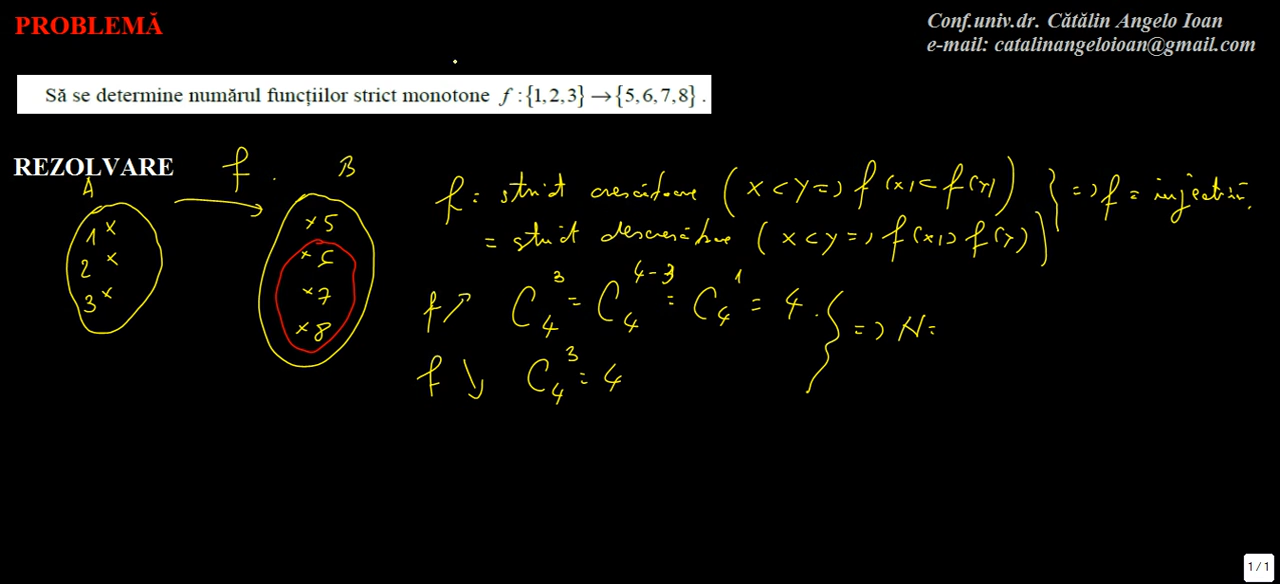 PROBLEMĂ
Conf.univ.dr. Cătălin Angelo Ioan
e-mail: catalinangeloioan@gmail.com
Să se determine numărul funcțiilor strict monotone f : {1,2,3} → {5,6,7,8} .
REZOLVARE
f.
A
B
1 x
2 x
3 x
x 5
x 6
x 7
x 8
f = strict crescătoare (x < y => f(x) < f(y))
= strict descrescătoare (x < y => f(x) > f(y)) } => f = injectivă.
f ↗ C₄³ = C₄⁴⁻³ = C₄¹ = 4.
f ↘ C₄³ = 4 } => N =
1 / 1